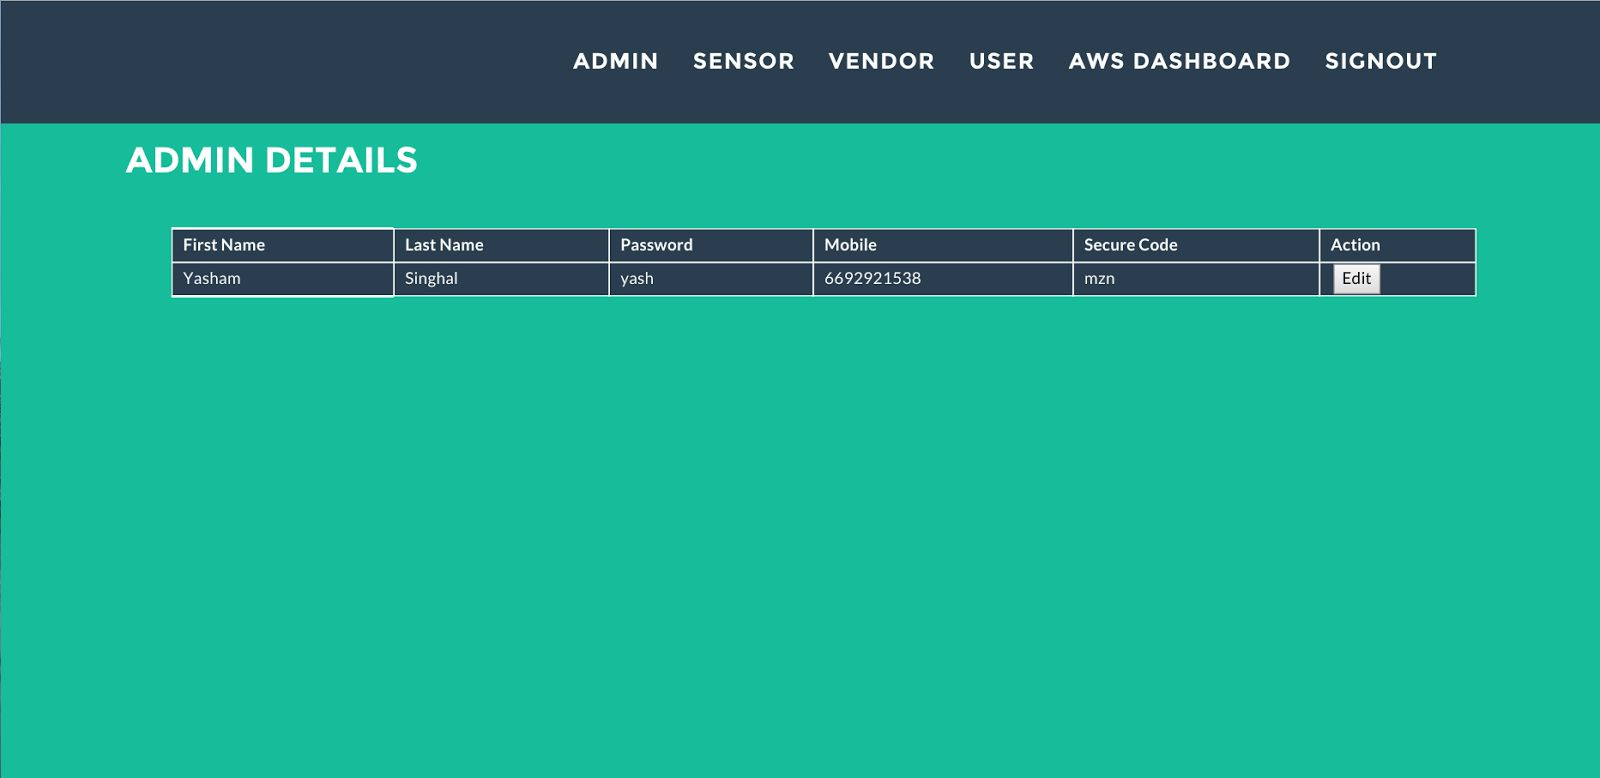 ADMIN SENSOR VENDOR USER AWS DASHBOARD SIGNOUT
ADMIN DETAILS
First Name Last Name Password Mobile Secure Code Action
Yasham Singhal yash 6692921538 mzn Edit